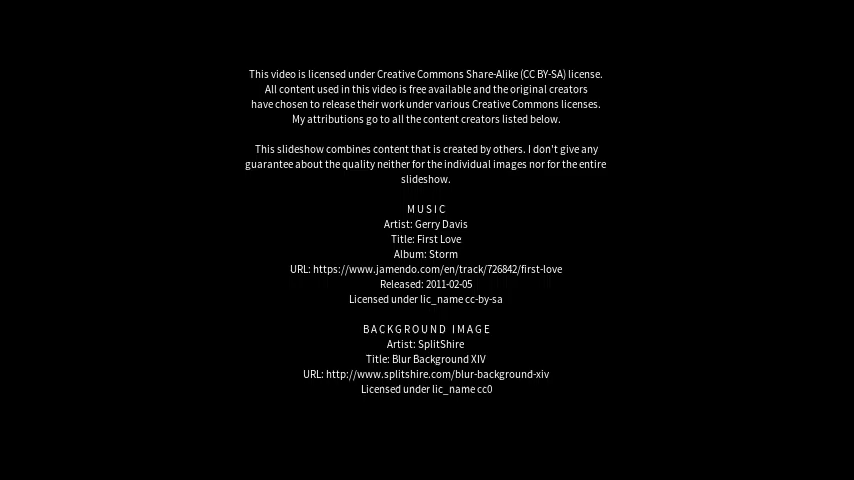 This video is licensed under Creative Commons Share-Alike (CC BY-SA) license.
All content used in this video is free available and the original creators
have chosen to release their work under various Creative Commons licenses.
My attributions go to all the content creators listed below.
This slideshow combines content that is created by others. I don't give any
guarantee about the quality neither for the individual images nor for the entire
slideshow.
MUSIC
Artist: Gerry Davis
Title: First Love
Album: Storm
URL: https://www.jamendo.com/en/track/726842/first-love
Released: 2011-02-05
Licensed under lic_name cc-by-sa
BACKGROUND IMAGE
Artist: SplitShire
Title: Blur Background XIV
URL: http://www.splitshire.com/blur-background-xiv
Licensed under lic_name cc0